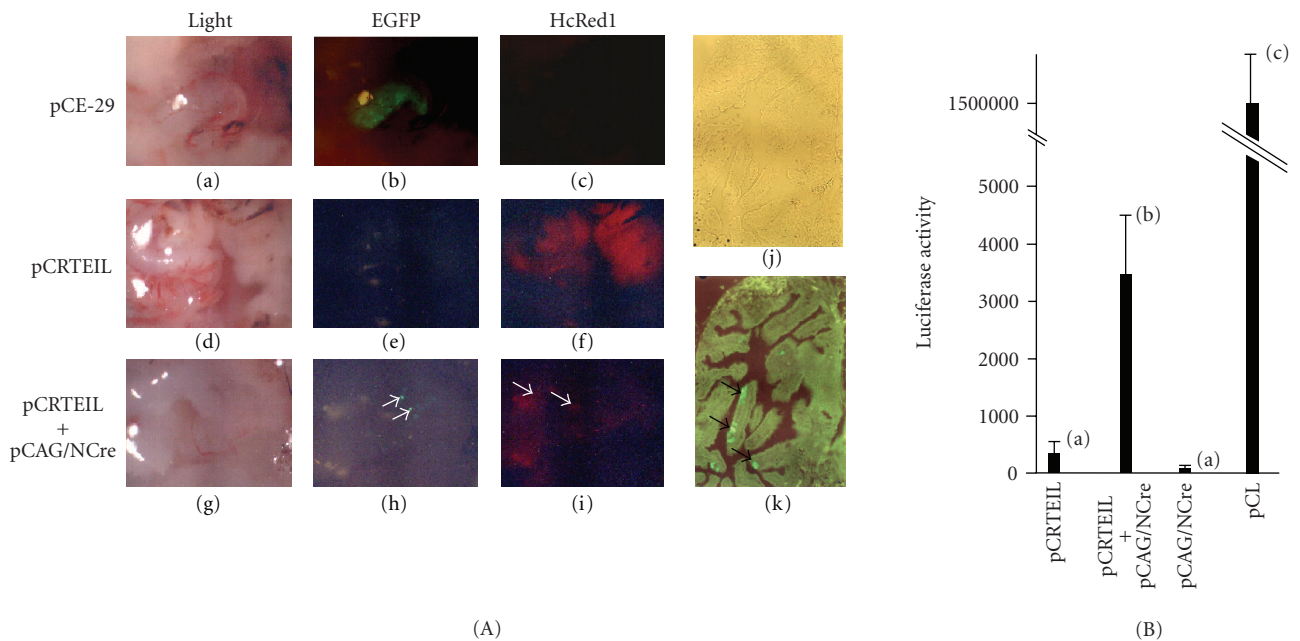 Light
EGFP
HcRed1
pCE-29
(a)
(b)
(c)
pCRTEIL
(d)
(e)
(f)
pCRTEIL
+
pCAG/NCre
(g)
(h)
(i)
(j)
(k)
(A)
Luciferase activity
1500000
5000
4000
3000
2000
1000
0
(a)
(b)
(a)
(c)
pCRTEIL
pCRTEIL
+
pCAG/NCre
pCAG/NCre
pCL
(B)